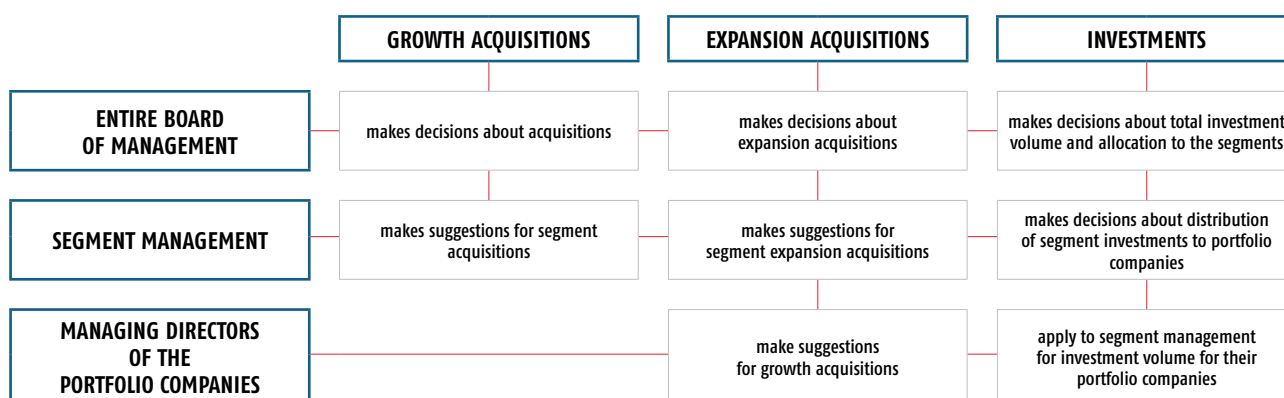 GROWTH ACQUISITIONS
EXPANSION ACQUISITIONS
INVESTMENTS
ENTIRE BOARD
OF MANAGEMENT
makes decisions about acquisitions
makes decisions about
expansion acquisitions
makes decisions about total investment
volume and allocation to the segments
SEGMENT MANAGEMENT
makes suggestions for segment
acquisitions
makes suggestions for
segment expansion acquisitions
makes decisions about distribution
of segment investments to portfolio
companies
MANAGING DIRECTORS
OF THE
PORTFOLIO COMPANIES
make suggestions
for growth acquisitions
apply to segment management
for investment volume for their
portfolio companies